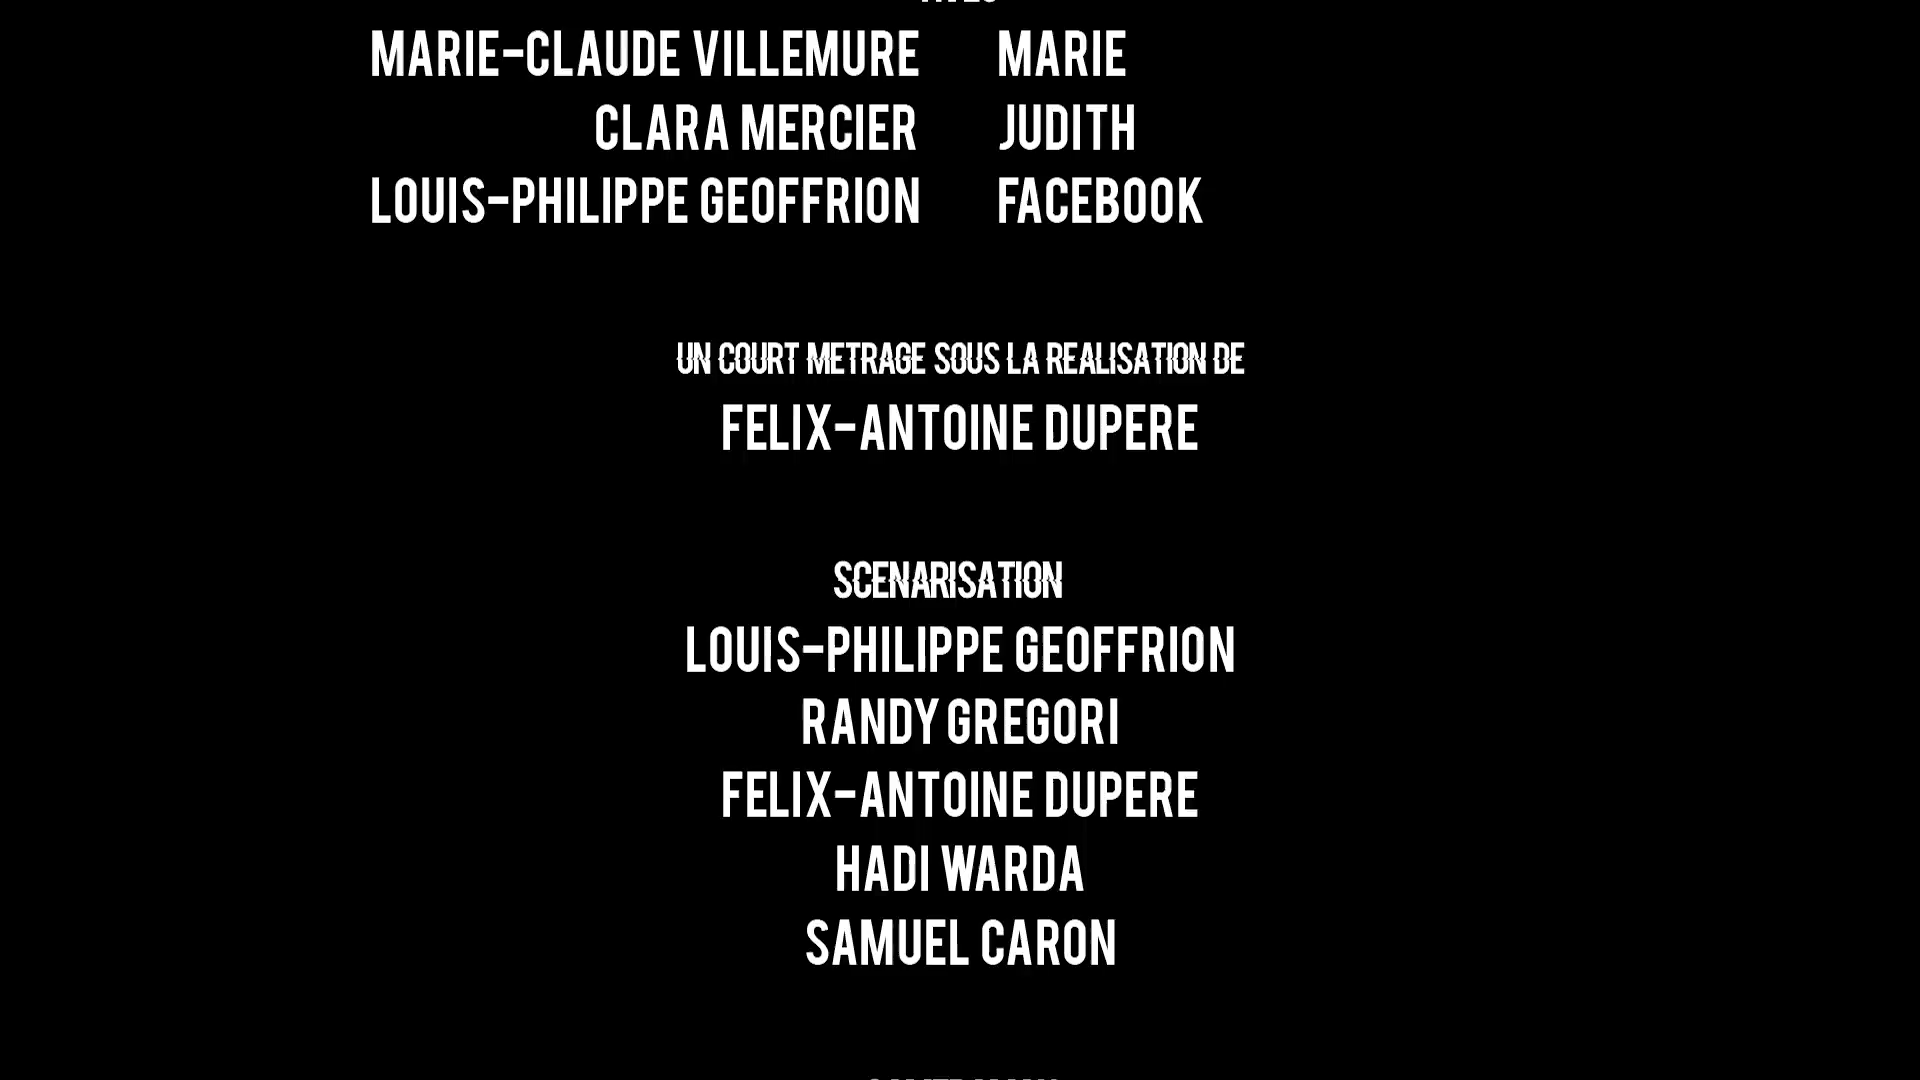 MARIE-CLAUDE VILLEMURE MARIE
CLARA MERCIER JUDITH
LOUIS-PHILIPPE GEOFFRION FACEBOOK
UN COURT METRAGE SOUS LA REALISATION DE
FELIX-ANTOINE DUPERE
SCENARISATION
LOUIS-PHILIPPE GEOFFRION
RANDY GREGORI
FELIX-ANTOINE DUPERE
HADI WARDA
SAMUEL CARON